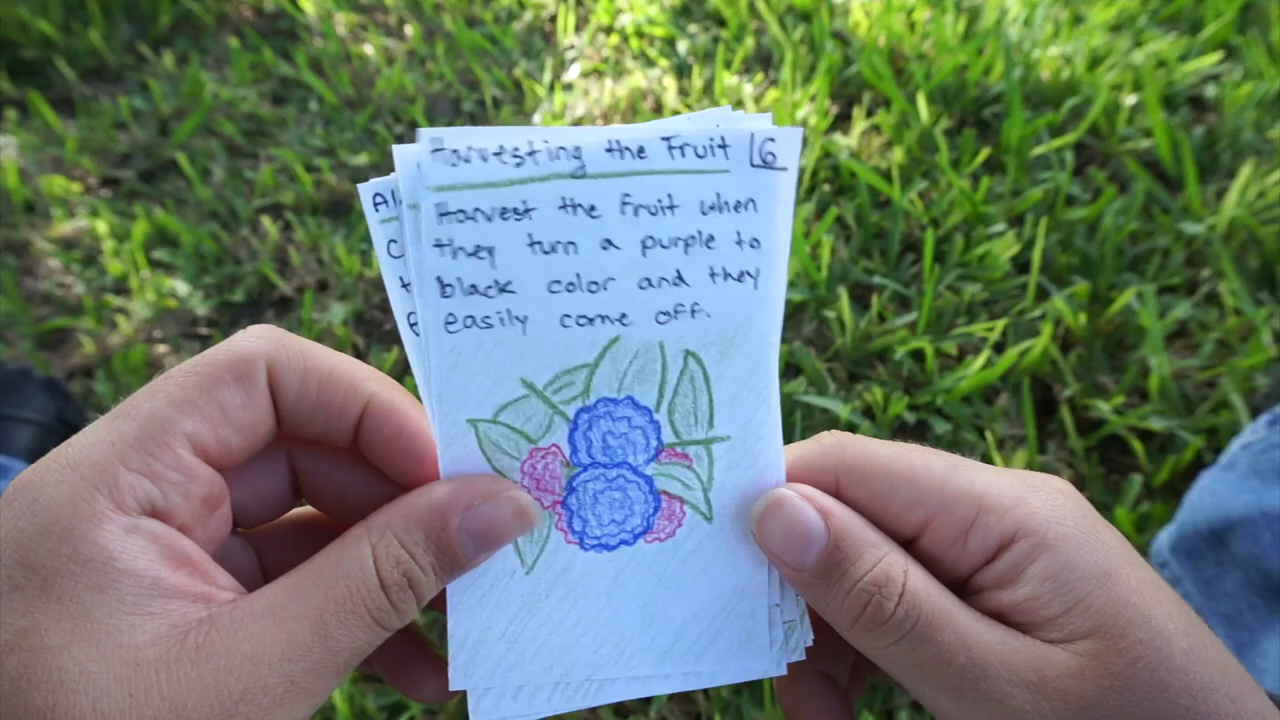 Harvesting the Fruit 6
Harvest the fruit when
they turn a purple to
black color and they
easily come off.
Al
C
t